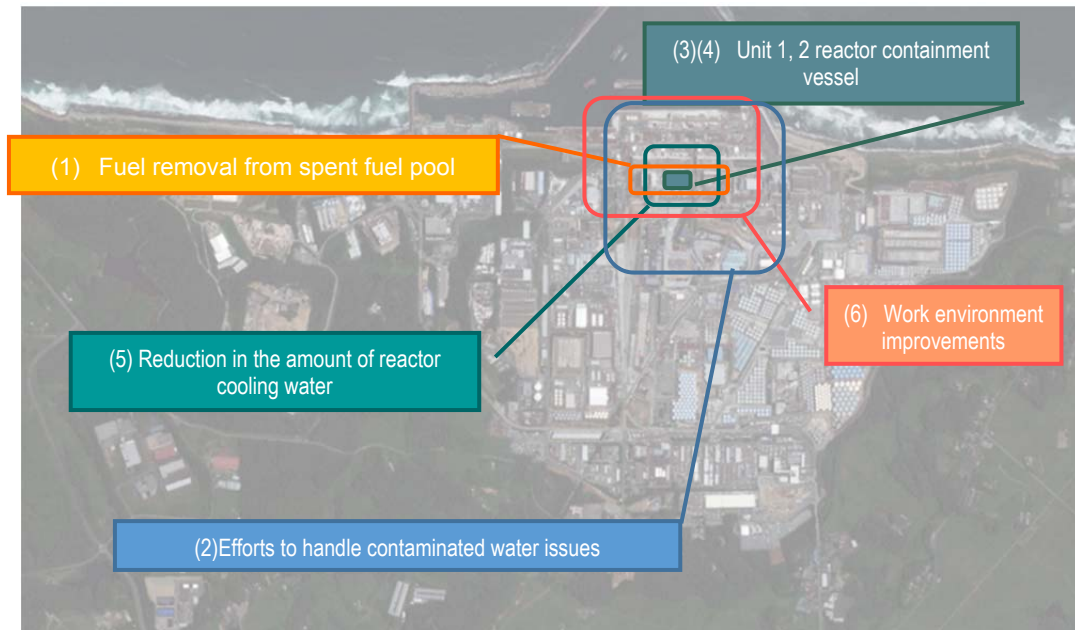 (3)(4) Unit 1, 2 reactor containment
vessel
(1) Fuel removal from spent fuel pool
(6) Work environment
improvements
(5) Reduction in the amount of reactor
cooling water
(2)Efforts to handle contaminated water issues